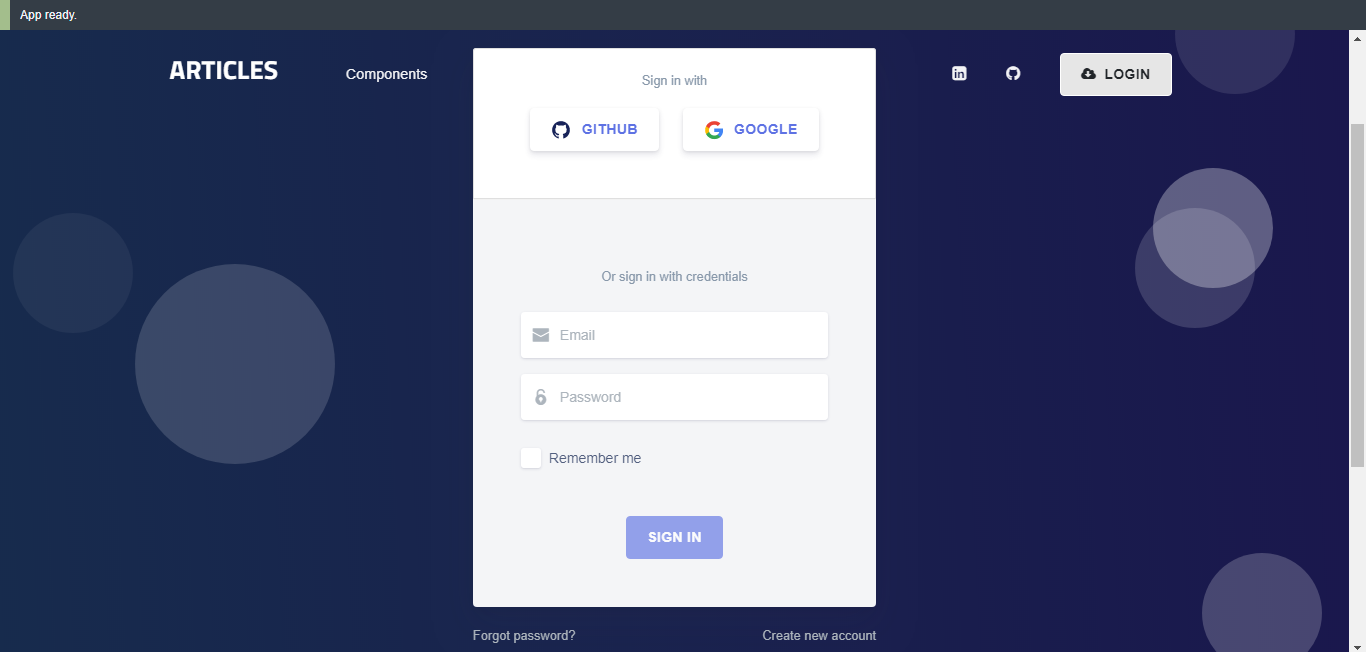 App ready.
ARTICLES
Components
LOGIN
Sign in with
GITHUB GOOGLE
Or sign in with credentials
Email
Password
Remember me
SIGN IN
Forgot password? Create new account